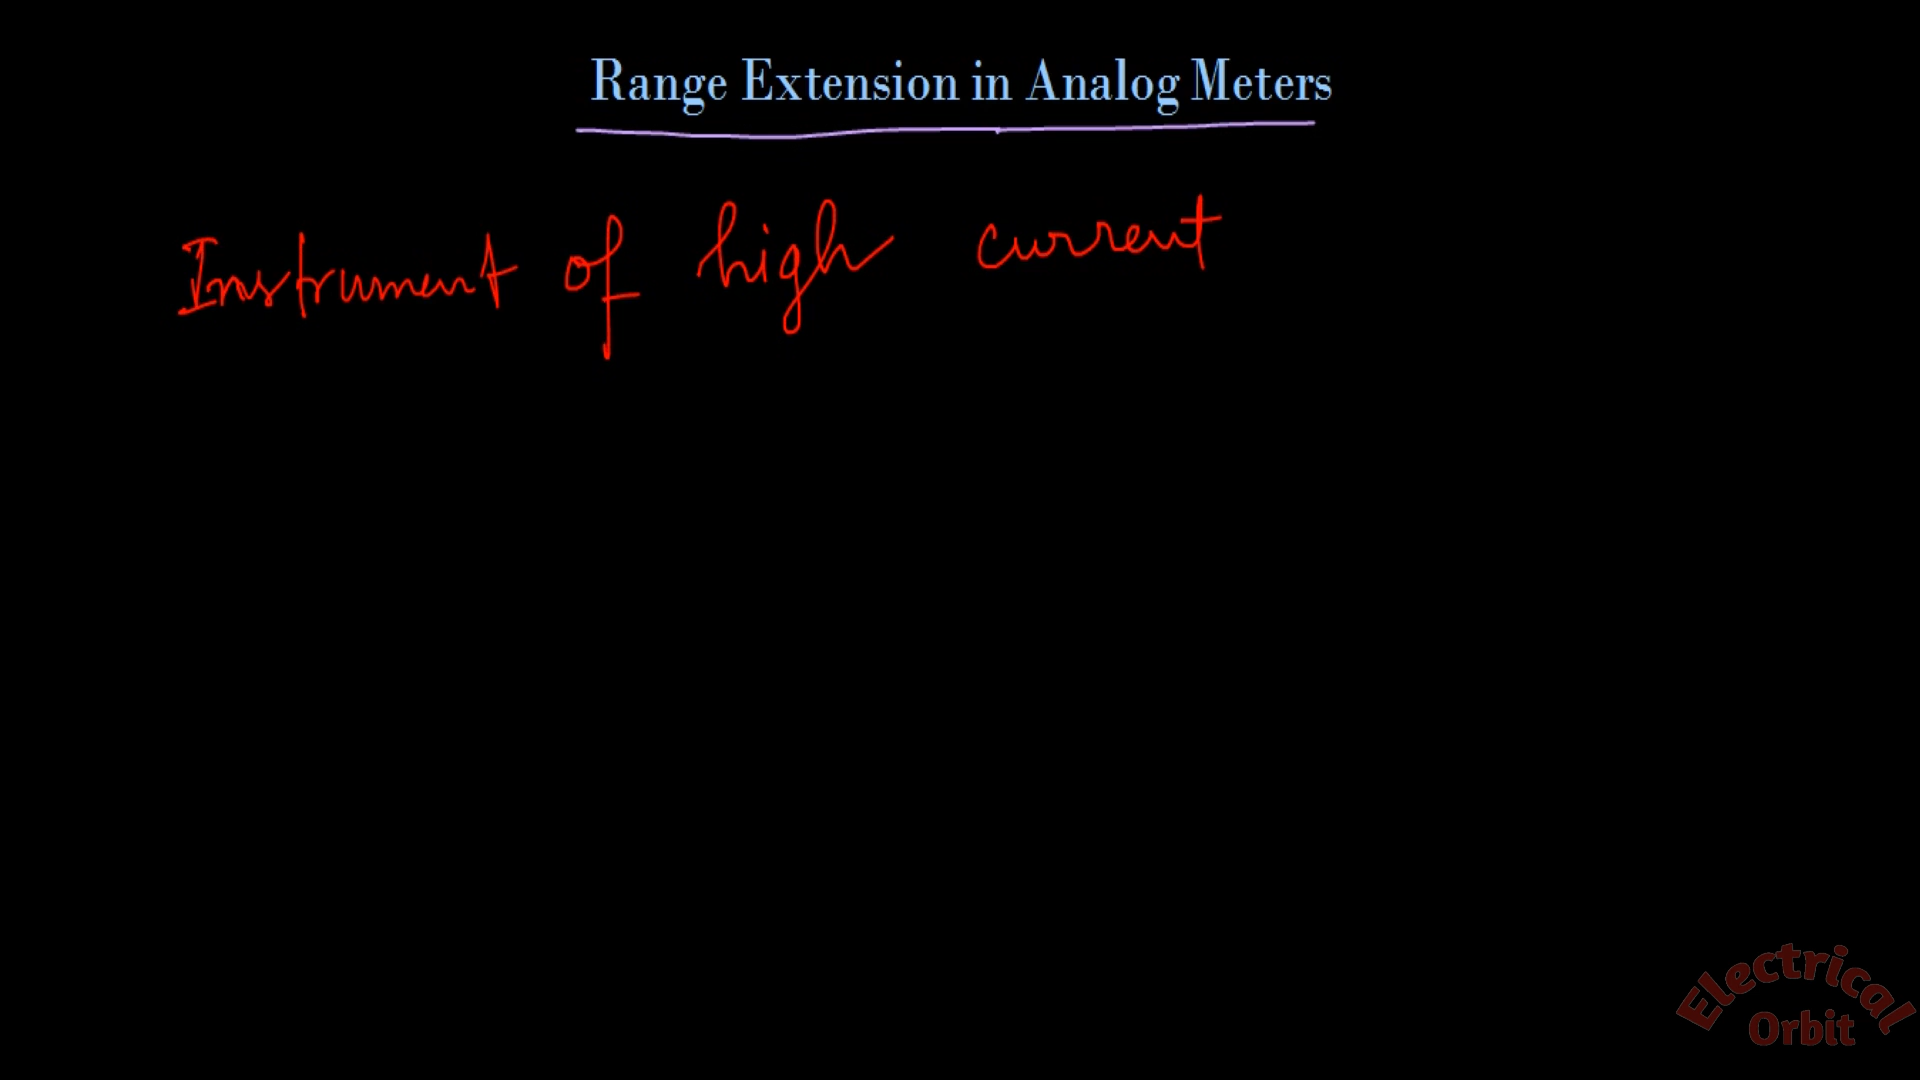 Range Extension in Analog Meters
Instrument of high current
Electrical
Orbit